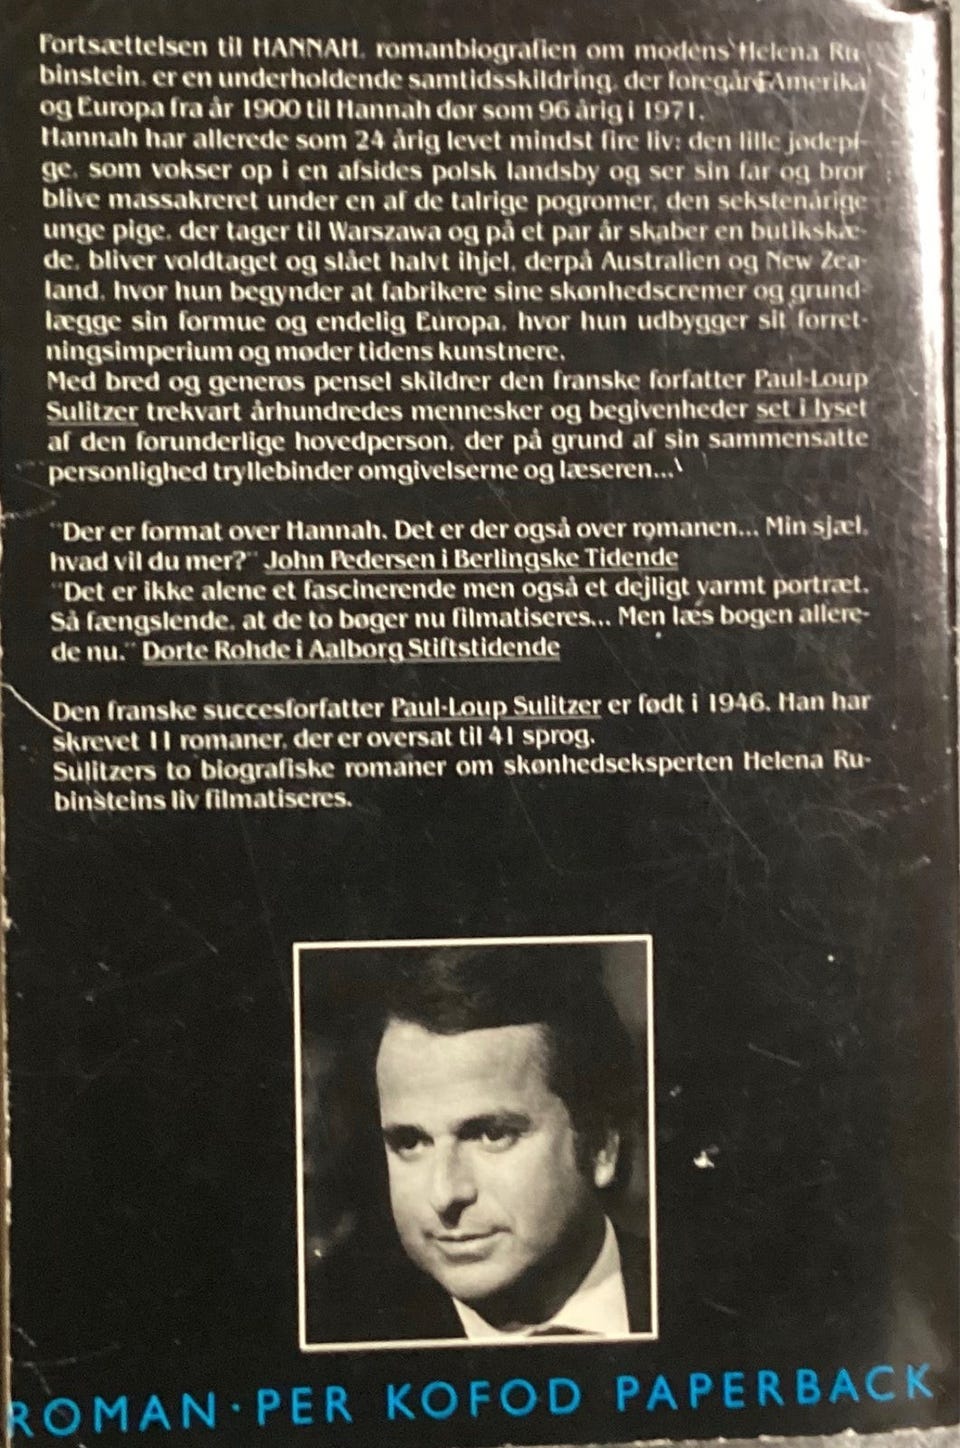 Fortsættelsen til HANNAH, romanbiografien om modens Helena Ru-
binstein, er en underholdende samtidsskildring, der foregår i Amerika
og Europa fra år 1900 til Hannah dør som 96 årig i 1971.
Hannah har allerede som 24 årig levet mindst fire liv: den lille jødepi-
ge, som vokser op i en afsides polsk landsby og ser sin far og bror
blive massakreret under en af de talrige pogromer, den sekstenårige
unge pige, der tager til Warszawa og på et par år skaber en butikskæ-
de, bliver voldtaget og slået halvt ihjel, derpå Australien og New Zea-
land, hvor hun begynder at fabrikere sine skønhedscremer og grund-
lægge sin formue og endelig Europa, hvor hun udbygger sit forret-
ningsimperium og møder tidens kunstnere.
Med bred og generøs pensel skildrer den franske forfatter Paul-Loup
Sulitzer trekvart århundredes mennesker og begivenheder set i lyset
af den forunderlige hovedperson, der på grund af sin sammensatte
personlighed tryllebinder omgivelserne og læseren...
"Der er format over Hannah. Det er der også over romanen... Min sjæl,
hvad vil du mer?" John Pedersen i Berlingske Tidende
"Det er ikke alene et fascinerende men også et dejligt varmt portræt.
Så fængslende, at de to bøger nu filmatiseres... Men læs bogen allere-
de nu." Dorte Rohde i Aalborg Stiftstidende
Den franske succesforfatter Paul-Loup Sulitzer er født i 1946. Han har
skrevet 11 romaner, der er oversat til 41 sprog.
Sulitzers to biografiske romaner om skønhedseksperten Helena Ru-
binsteins liv filmatiseres.
ROMAN · PER KOFOD PAPERBACK